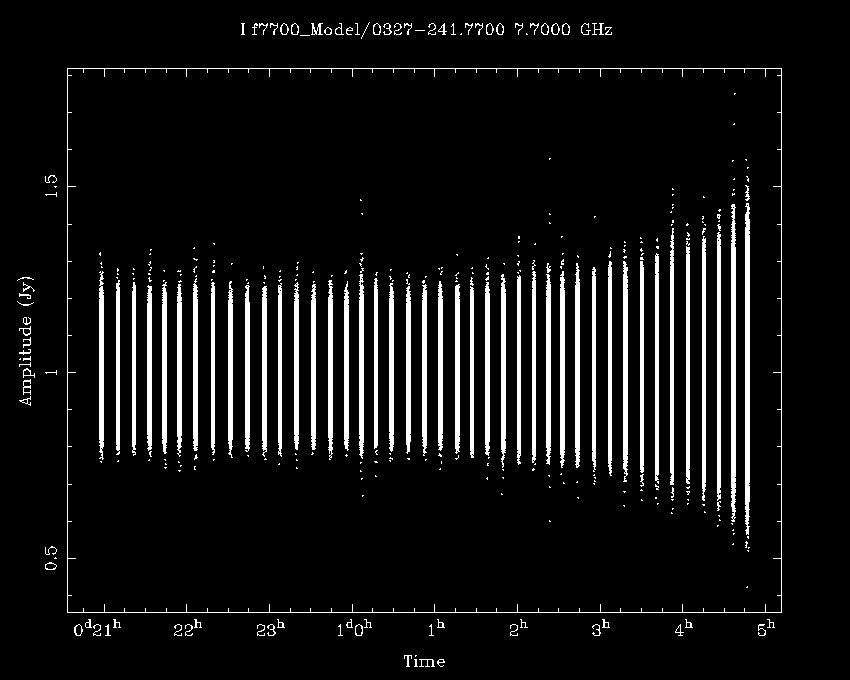 If7700_Model/0327-241.7700 7.7000 GHz
Amplitude (Jy)
1.5
1
0.5
0ᵈ21ʰ 22ʰ 23ʰ 1ᵈ0ʰ 1ʰ 2ʰ 3ʰ 4ʰ 5ʰ
Time